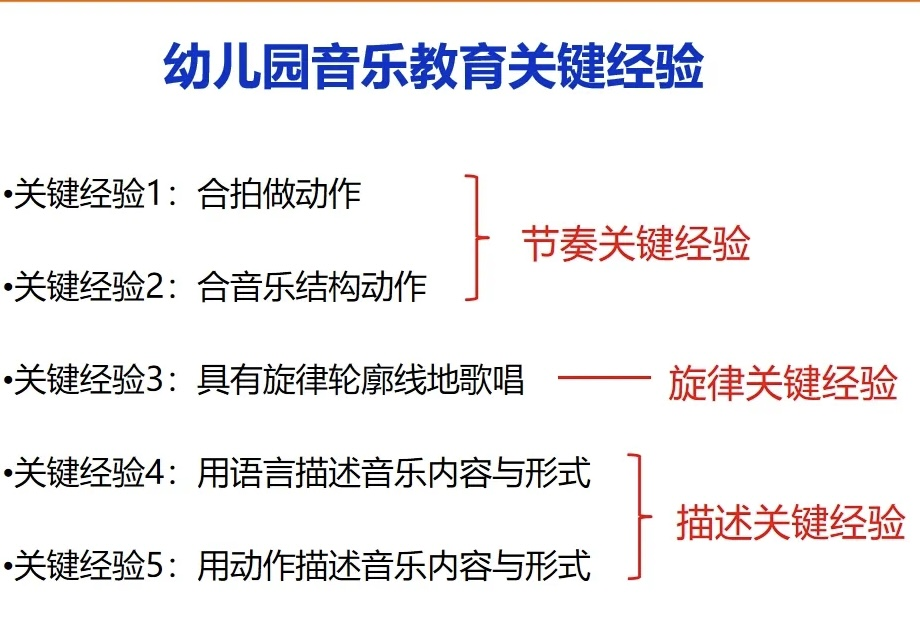 幼儿园音乐教育关键经验
•关键经验1：合拍做动作
•关键经验2：合音乐结构动作
节奏关键经验
•关键经验3：具有旋律轮廓线地歌唱
旋律关键经验
•关键经验4：用语言描述音乐内容与形式
•关键经验5：用动作描述音乐内容与形式
描述关键经验